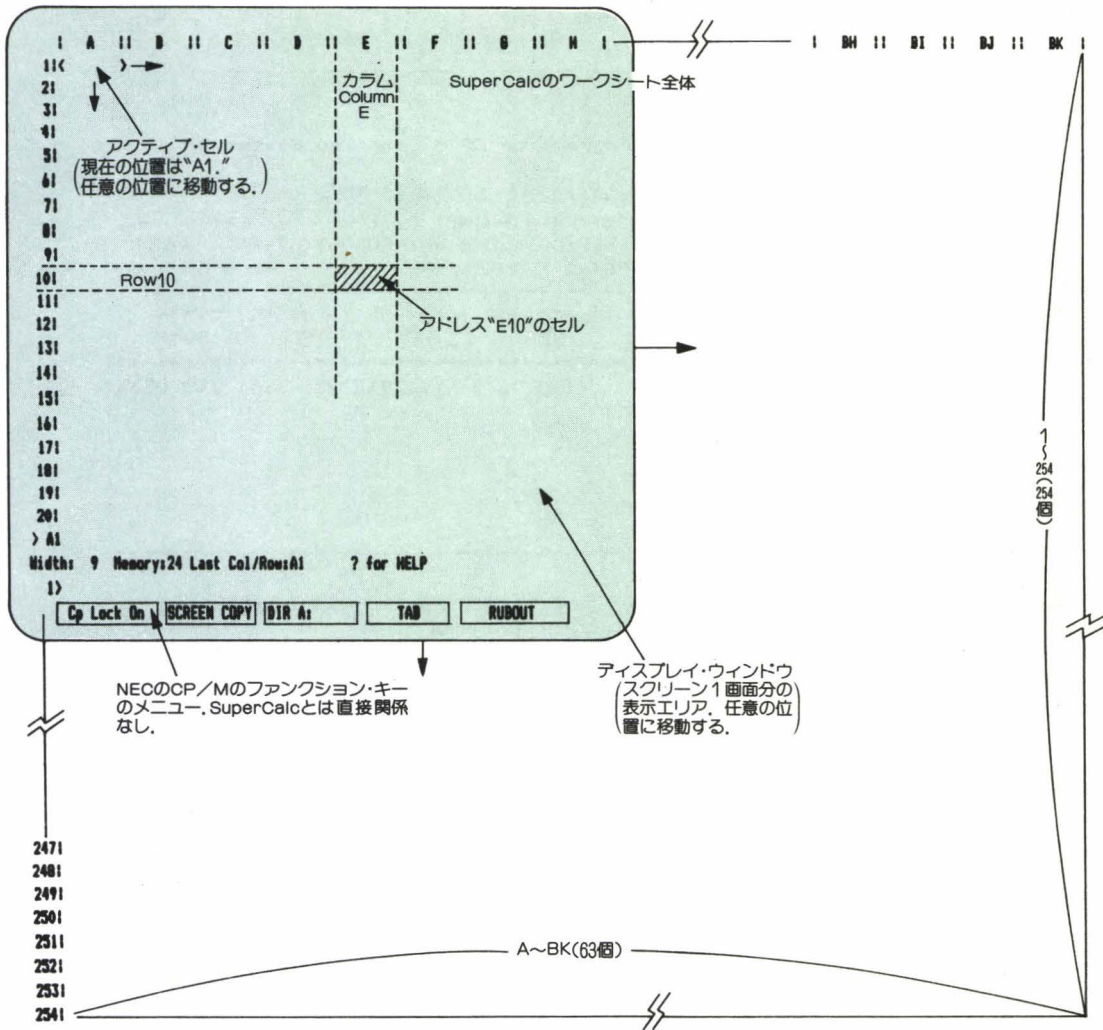 | A || B || C || D || E || F || G || H |
| BH || BI || BJ || BK |
SuperCalcのワークシート全体
カラム
Column
E
1|< >
2|
3|
4|
5|
6|
7|
8|
9|
10|
11|
12|
13|
14|
15|
16|
17|
18|
19|
20|
アクティブ・セル
(現在の位置は“A1.”
任意の位置に移動する.)
Row10
アドレス“E10”のセル
> A1
Width: 9 Memory:24 Last Col/Row:A1 ? for HELP
1>
Cp Lock On SCREEN COPY DIR A: TAB RUBOUT
NECのCP/Mのファンクション・キー
のメニュー.SuperCalcとは直接関係
なし.
ディスプレイ・ウィンドウ
(スクリーン1画面分の
表示エリア.任意の位
置に移動する.)
1〜254(254個)
247|
248|
249|
250|
251|
252|
253|
254|
A〜BK(63個)